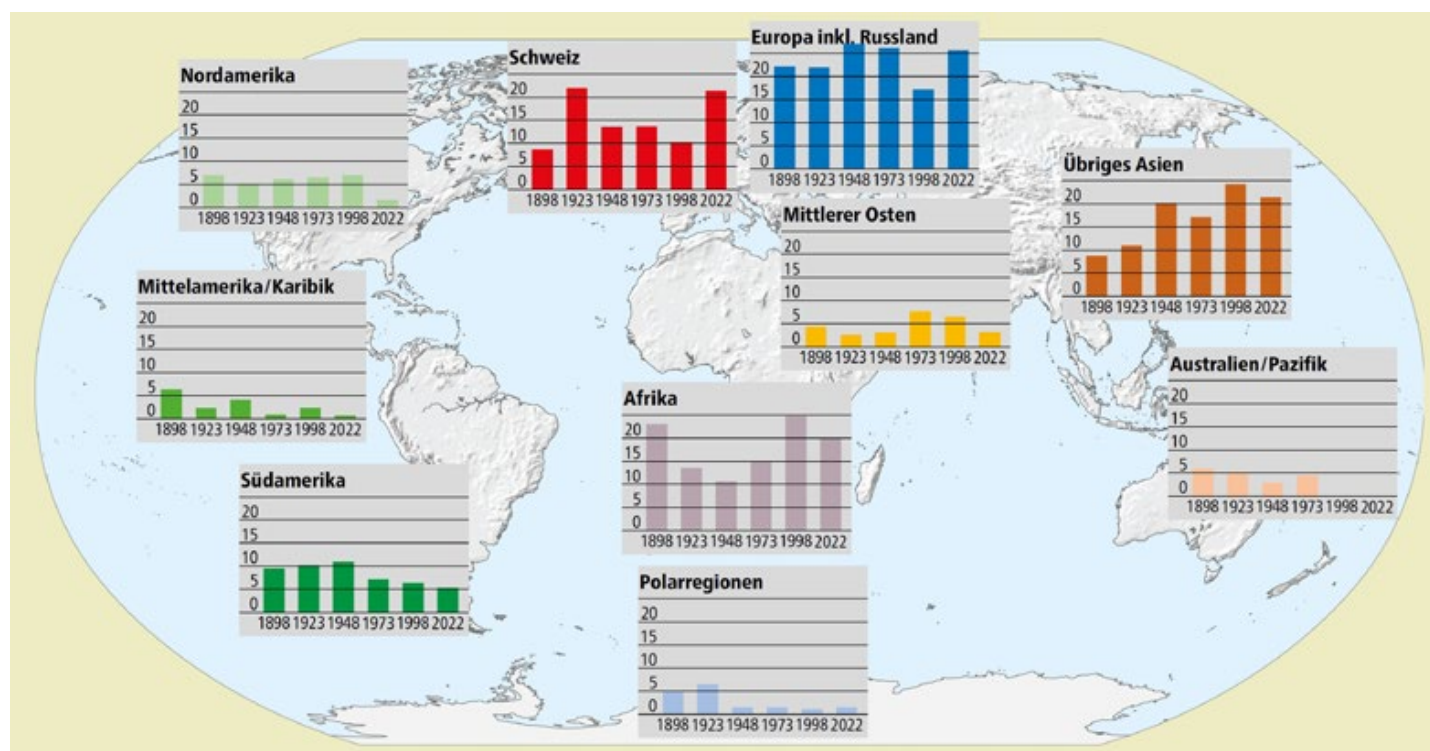 Nordamerika
20
15
10
5
0
1898 1923 1948 1973 1998 2022
Schweiz
20
15
10
5
0
1898 1923 1948 1973 1998 2022
Europa inkl. Russland
20
15
10
5
0
1898 1923 1948 1973 1998 2022
Übriges Asien
20
15
10
5
0
1898 1923 1948 1973 1998 2022
Mittlerer Osten
20
15
10
5
0
1898 1923 1948 1973 1998 2022
Mittelamerika/Karibik
20
15
10
5
0
1898 1923 1948 1973 1998 2022
Afrika
20
15
10
5
0
1898 1923 1948 1973 1998 2022
Australien/Pazifik
20
15
10
5
0
1898 1923 1948 1973 1998 2022
Südamerika
20
15
10
5
0
1898 1923 1948 1973 1998 2022
Polarregionen
20
15
10
5
0
1898 1923 1948 1973 1998 2022